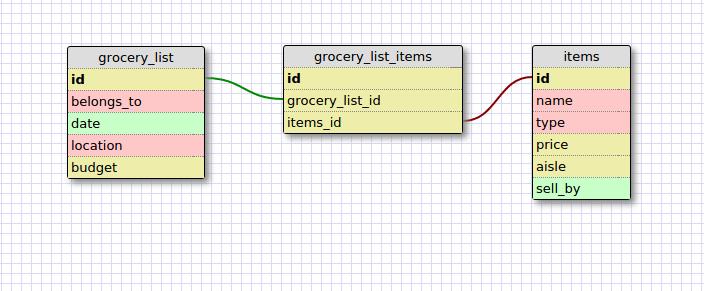 grocery_list
id
belongs_to
date
location
budget
grocery_list_items
id
grocery_list_id
items_id
items
id
name
type
price
aisle
sell_by